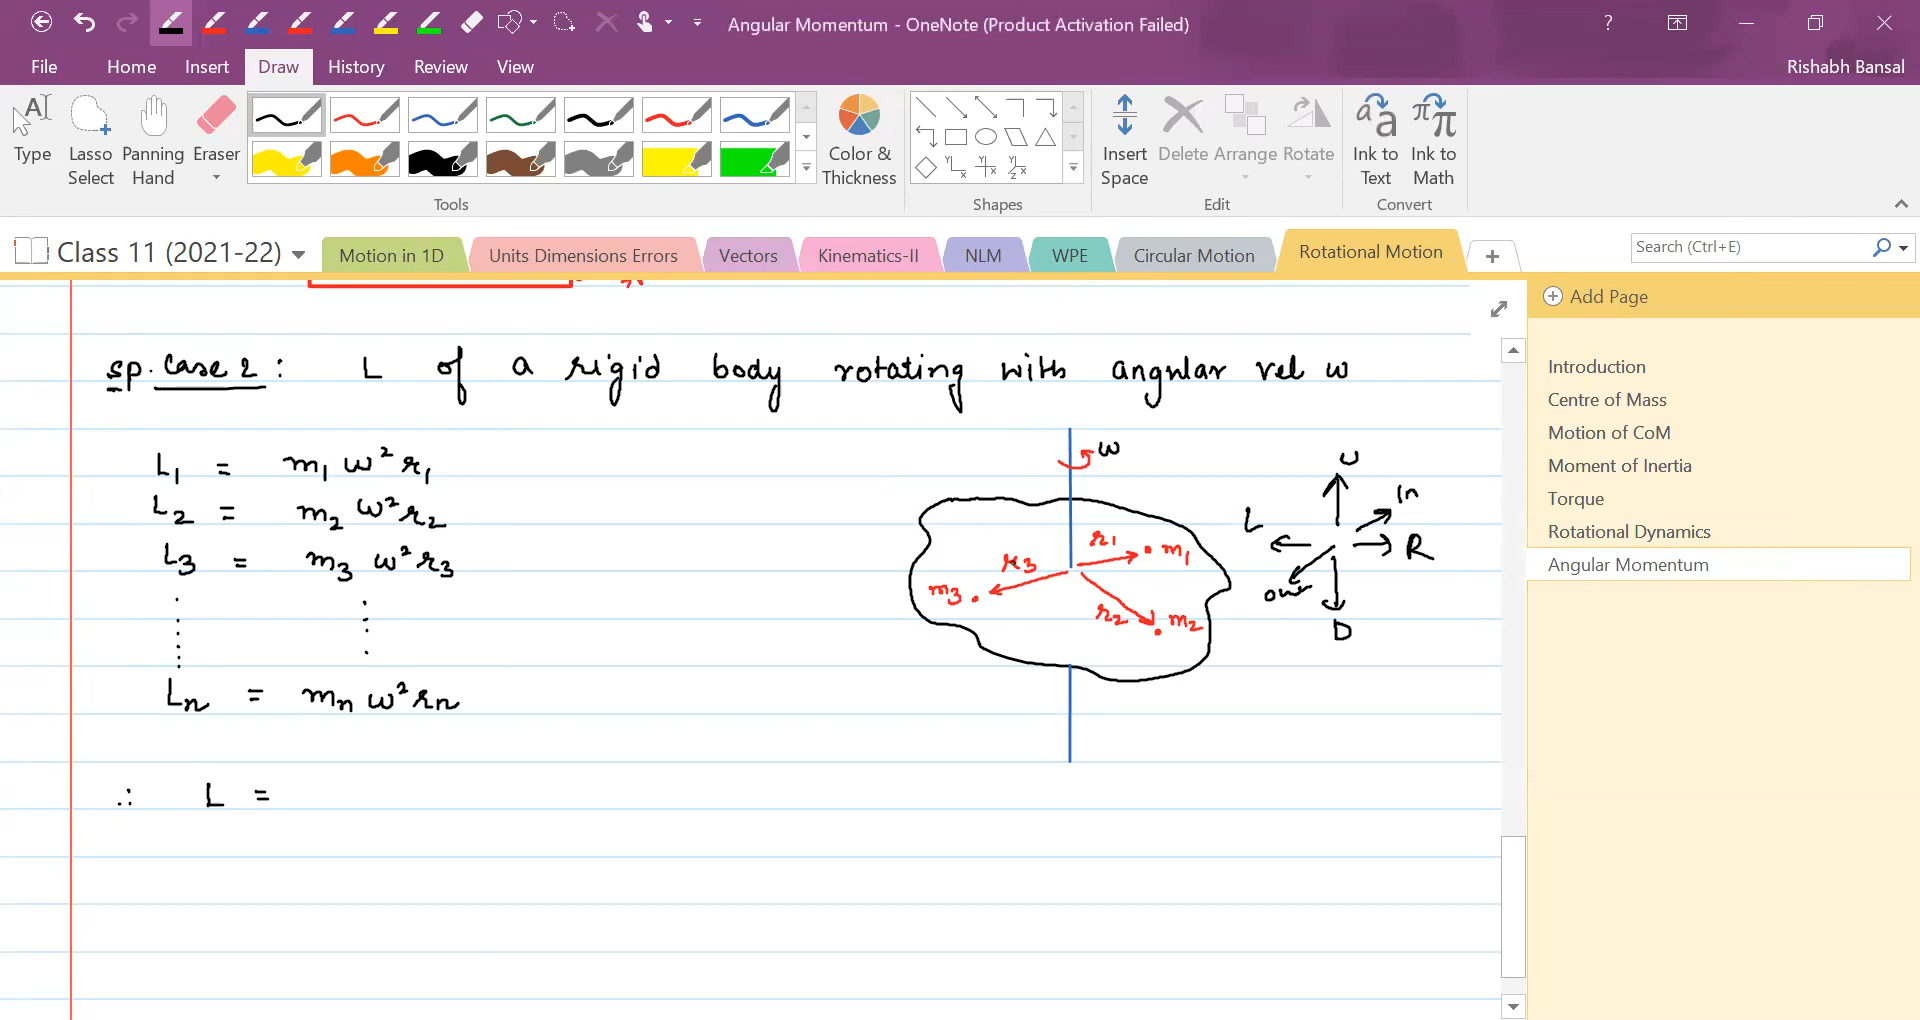 Angular Momentum - OneNote (Product Activation Failed)
?
File Home Insert Draw History Review View
Rishabh Bansal
Type
Lasso Select
Panning Hand
Eraser
Color & Thickness
Insert Space
Delete
Arrange
Rotate
Ink to Text
Ink to Math
Tools
Shapes
Edit
Convert
Class 11 (2021-22)
Motion in 1D
Units Dimensions Errors
Vectors
Kinematics-II
NLM
WPE
Circular Motion
Rotational Motion
Search (Ctrl+E)
Add Page
Introduction
Centre of Mass
Motion of CoM
Moment of Inertia
Torque
Rotational Dynamics
Angular Momentum
sp. Case 2 : L of a rigid body rotating with angular vel ω
L₁ = m₁ ω² r₁
L₂ = m₂ ω² r₂
L₃ = m₃ ω² r₃
Lₙ = mₙ ω² rₙ
∴ L =
ω
r₁ m₁
r₃
m₃
r₂ m₂
U
In
L
R
out
D